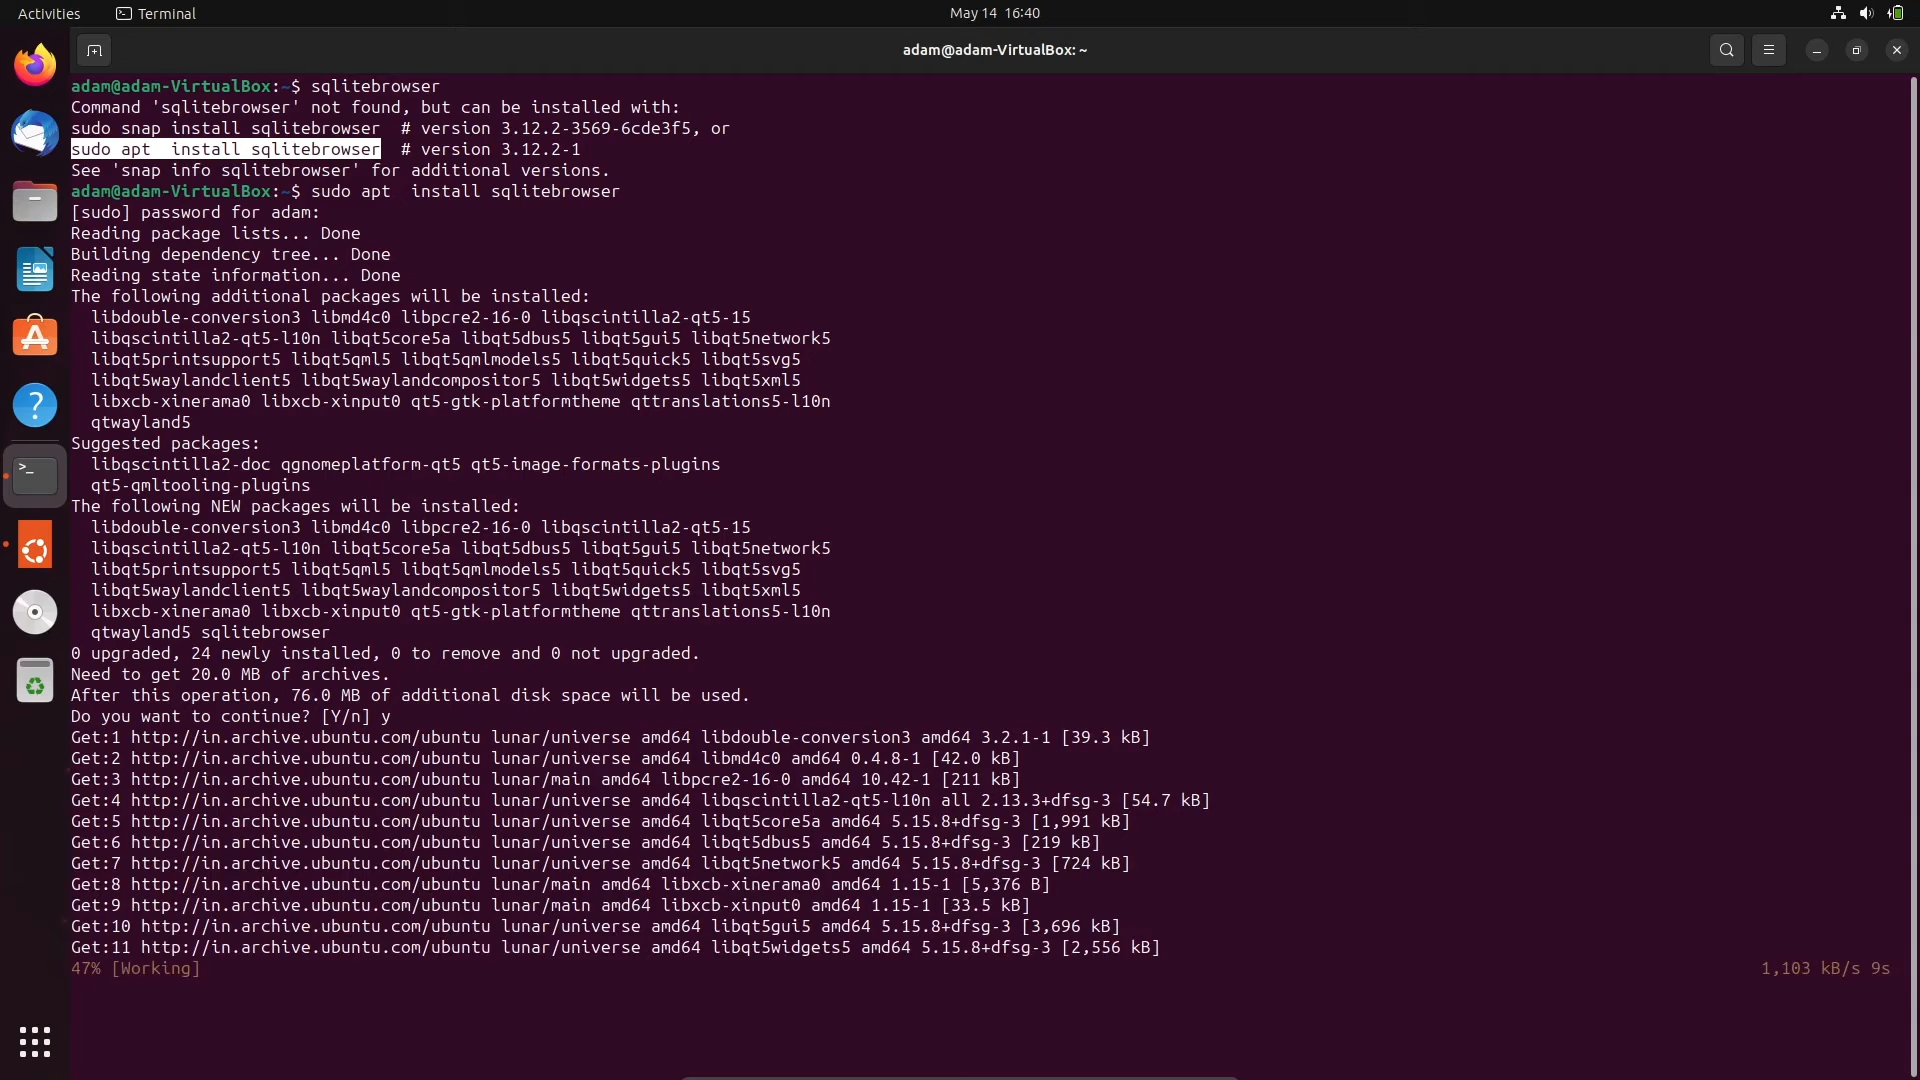 Activities Terminal May 14 16:40
adam@adam-VirtualBox: ~
adam@adam-VirtualBox:~$ sqlitebrowser
Command 'sqlitebrowser' not found, but can be installed with:
sudo snap install sqlitebrowser  # version 3.12.2-3569-6cde3f5, or
sudo apt  install sqlitebrowser  # version 3.12.2-1
See 'snap info sqlitebrowser' for additional versions.
adam@adam-VirtualBox:~$ sudo apt  install sqlitebrowser
[sudo] password for adam:
Reading package lists... Done
Building dependency tree... Done
Reading state information... Done
The following additional packages will be installed:
  libdouble-conversion3 libmd4c0 libpcre2-16-0 libqscintilla2-qt5-15
  libqscintilla2-qt5-l10n libqt5core5a libqt5dbus5 libqt5gui5 libqt5network5
  libqt5printsupport5 libqt5qml5 libqt5qmlmodels5 libqt5quick5 libqt5svg5
  libqt5waylandclient5 libqt5waylandcompositor5 libqt5widgets5 libqt5xml5
  libxcb-xinerama0 libxcb-xinput0 qt5-gtk-platformtheme qttranslations5-l10n
  qtwayland5
Suggested packages:
  libqscintilla2-doc qgnomeplatform-qt5 qt5-image-formats-plugins
  qt5-qmltooling-plugins
The following NEW packages will be installed:
  libdouble-conversion3 libmd4c0 libpcre2-16-0 libqscintilla2-qt5-15
  libqscintilla2-qt5-l10n libqt5core5a libqt5dbus5 libqt5gui5 libqt5network5
  libqt5printsupport5 libqt5qml5 libqt5qmlmodels5 libqt5quick5 libqt5svg5
  libqt5waylandclient5 libqt5waylandcompositor5 libqt5widgets5 libqt5xml5
  libxcb-xinerama0 libxcb-xinput0 qt5-gtk-platformtheme qttranslations5-l10n
  qtwayland5 sqlitebrowser
0 upgraded, 24 newly installed, 0 to remove and 0 not upgraded.
Need to get 20.0 MB of archives.
After this operation, 76.0 MB of additional disk space will be used.
Do you want to continue? [Y/n] y
Get:1 http://in.archive.ubuntu.com/ubuntu lunar/universe amd64 libdouble-conversion3 amd64 3.2.1-1 [39.3 kB]
Get:2 http://in.archive.ubuntu.com/ubuntu lunar/universe amd64 libmd4c0 amd64 0.4.8-1 [42.0 kB]
Get:3 http://in.archive.ubuntu.com/ubuntu lunar/main amd64 libpcre2-16-0 amd64 10.42-1 [211 kB]
Get:4 http://in.archive.ubuntu.com/ubuntu lunar/universe amd64 libqscintilla2-qt5-l10n all 2.13.3+dfsg-3 [54.7 kB]
Get:5 http://in.archive.ubuntu.com/ubuntu lunar/universe amd64 libqt5core5a amd64 5.15.8+dfsg-3 [1,991 kB]
Get:6 http://in.archive.ubuntu.com/ubuntu lunar/universe amd64 libqt5dbus5 amd64 5.15.8+dfsg-3 [219 kB]
Get:7 http://in.archive.ubuntu.com/ubuntu lunar/universe amd64 libqt5network5 amd64 5.15.8+dfsg-3 [724 kB]
Get:8 http://in.archive.ubuntu.com/ubuntu lunar/main amd64 libxcb-xinerama0 amd64 1.15-1 [5,376 B]
Get:9 http://in.archive.ubuntu.com/ubuntu lunar/main amd64 libxcb-xinput0 amd64 1.15-1 [33.5 kB]
Get:10 http://in.archive.ubuntu.com/ubuntu lunar/universe amd64 libqt5gui5 amd64 5.15.8+dfsg-3 [3,696 kB]
Get:11 http://in.archive.ubuntu.com/ubuntu lunar/universe amd64 libqt5widgets5 amd64 5.15.8+dfsg-3 [2,556 kB]
47% [Working] 1,103 kB/s 9s